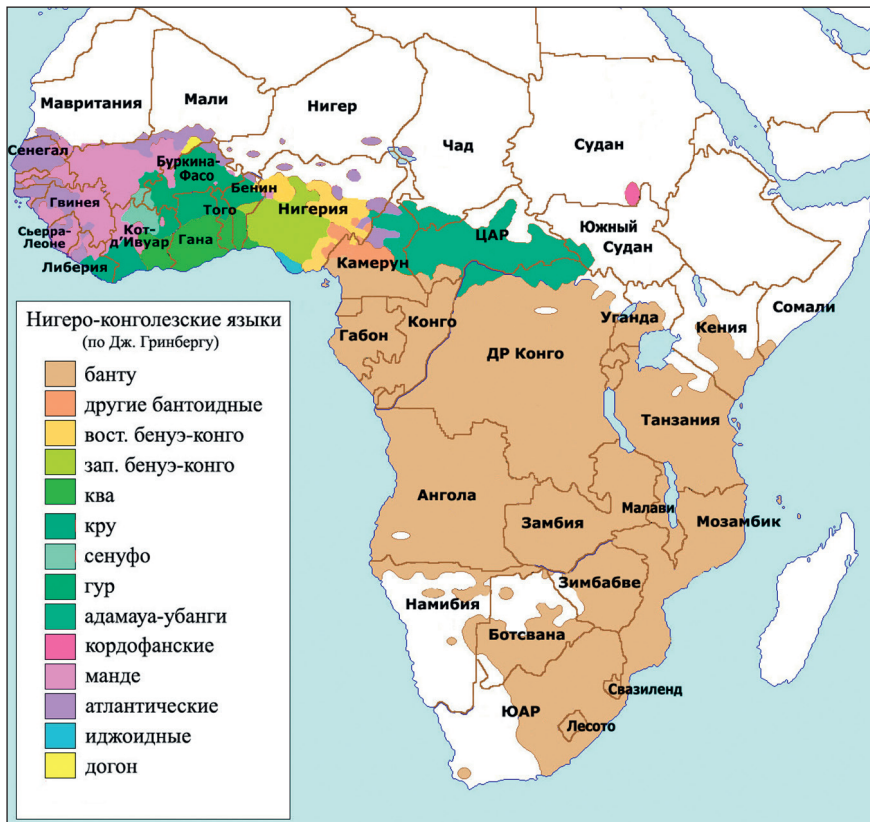 Мавритания
Мали
Нигер
Чад
Судан
Сенегал
Буркина-
Фасо
Бенин
Гвинея
Нигерия
Того
Сьерра-
Леоне
Кот-
д'Ивуар
Гана
ЦАР
Южный
Судан
Либерия
Камерун
Сомали
Уганда
Кения
Габон
Конго
ДР Конго
Танзания
Ангола
Замбия
Малави
Мозамбик
Зимбабве
Намибия
Ботсвана
Свазиленд
ЮАР
Лесото
Нигеро-конголезские языки
(по Дж. Гринбергу)
банту
другие бантоидные
вост. бенуэ-конго
зап. бенуэ-конго
ква
кру
сенуфо
гур
адамауа-убанги
кордофанские
манде
атлантические
иджоидные
догон